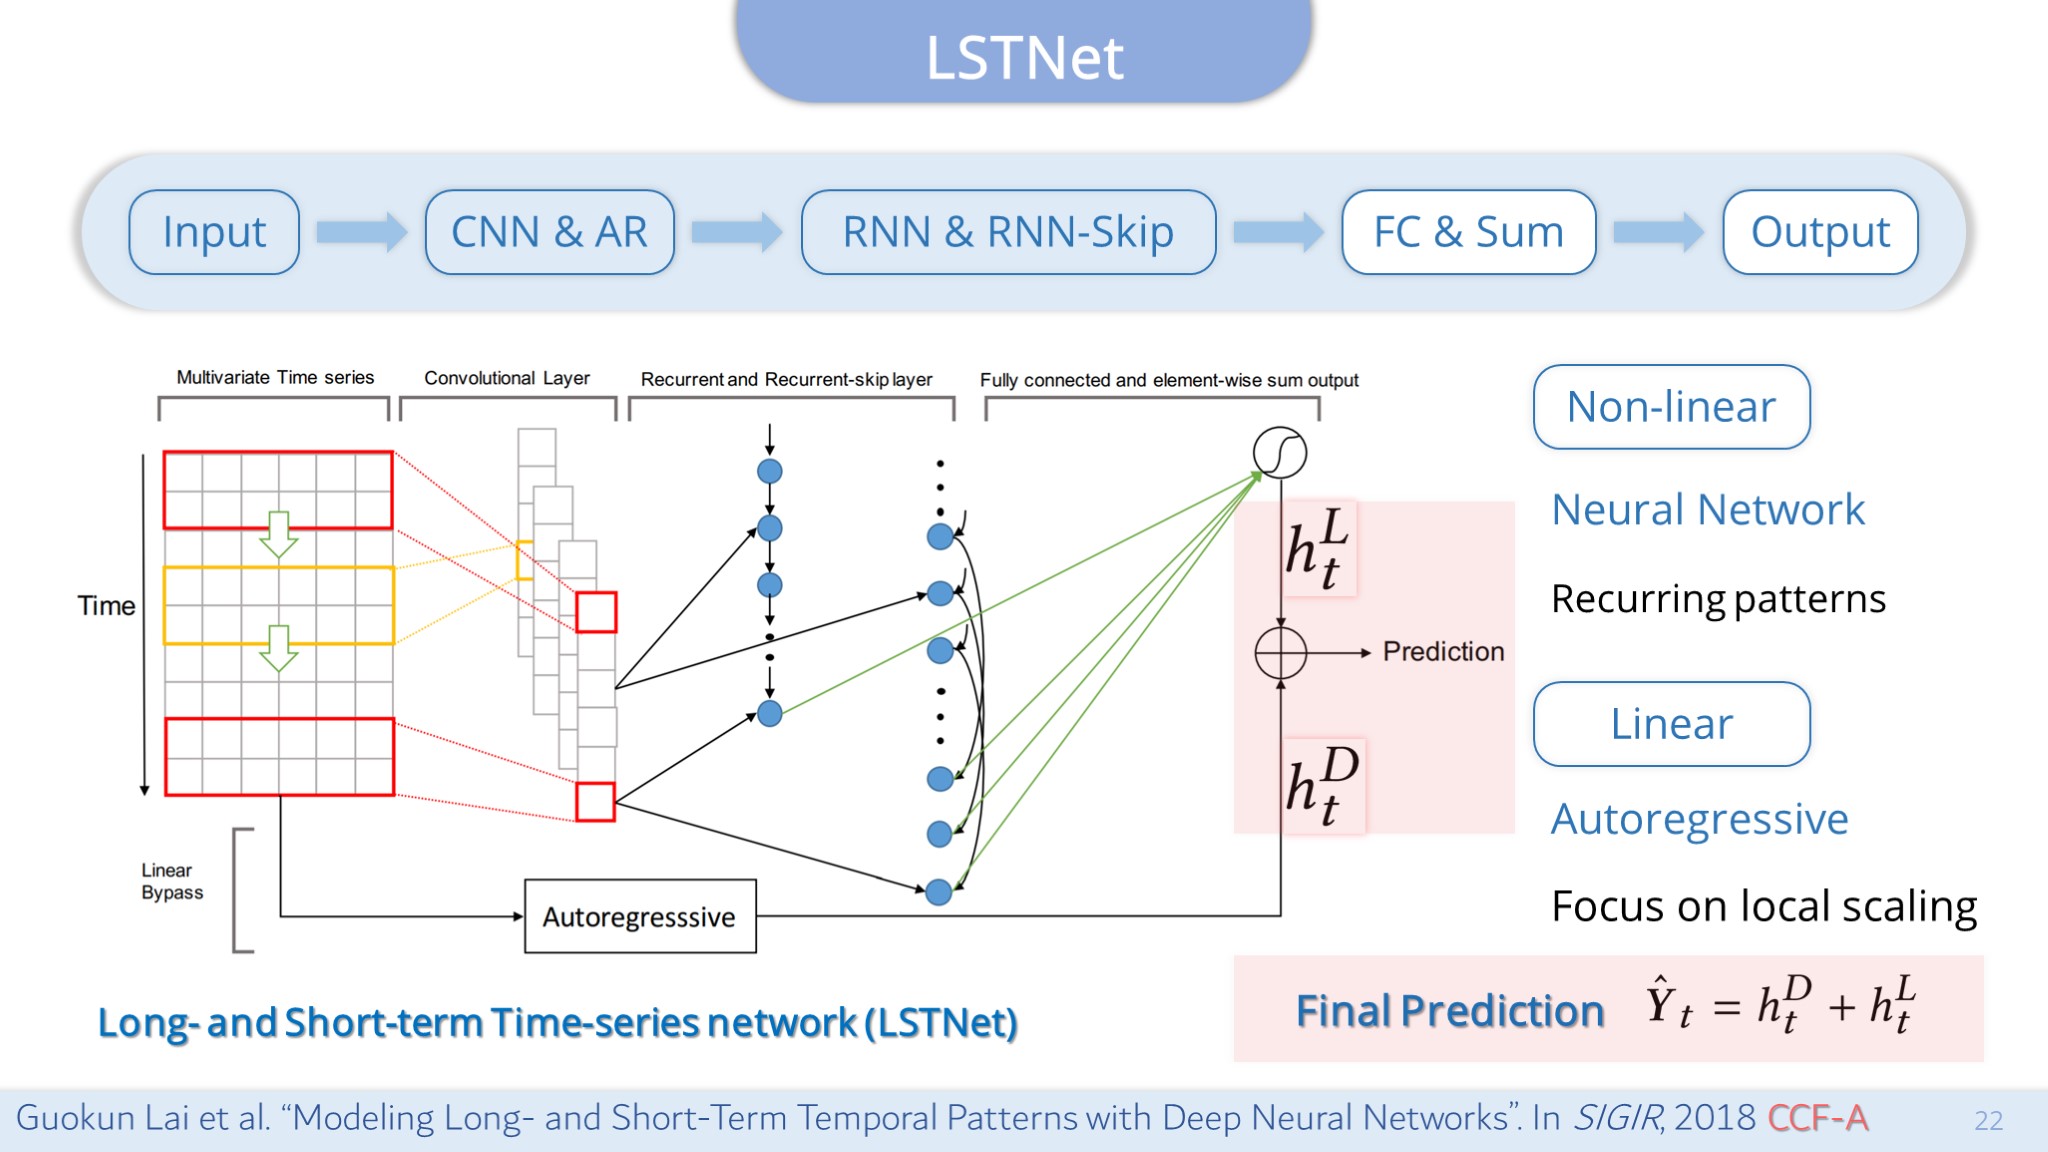 LSTNet
Input
CNN & AR
RNN & RNN-Skip
FC & Sum
Output
Multivariate Time series
Convolutional Layer
Recurrent and Recurrent-skip layer
Fully connected and element-wise sum output
Time
Linear
Bypass
Autoregresssive
h_t^L
Prediction
h_t^D
Non-linear
Neural Network
Recurring patterns
Linear
Autoregressive
Focus on local scaling
Final Prediction Ŷ_t = h_t^D + h_t^L
Long- and Short-term Time-series network (LSTNet)
Guokun Lai et al. “Modeling Long- and Short-Term Temporal Patterns with Deep Neural Networks”. In SIGIR, 2018 CCF-A
22